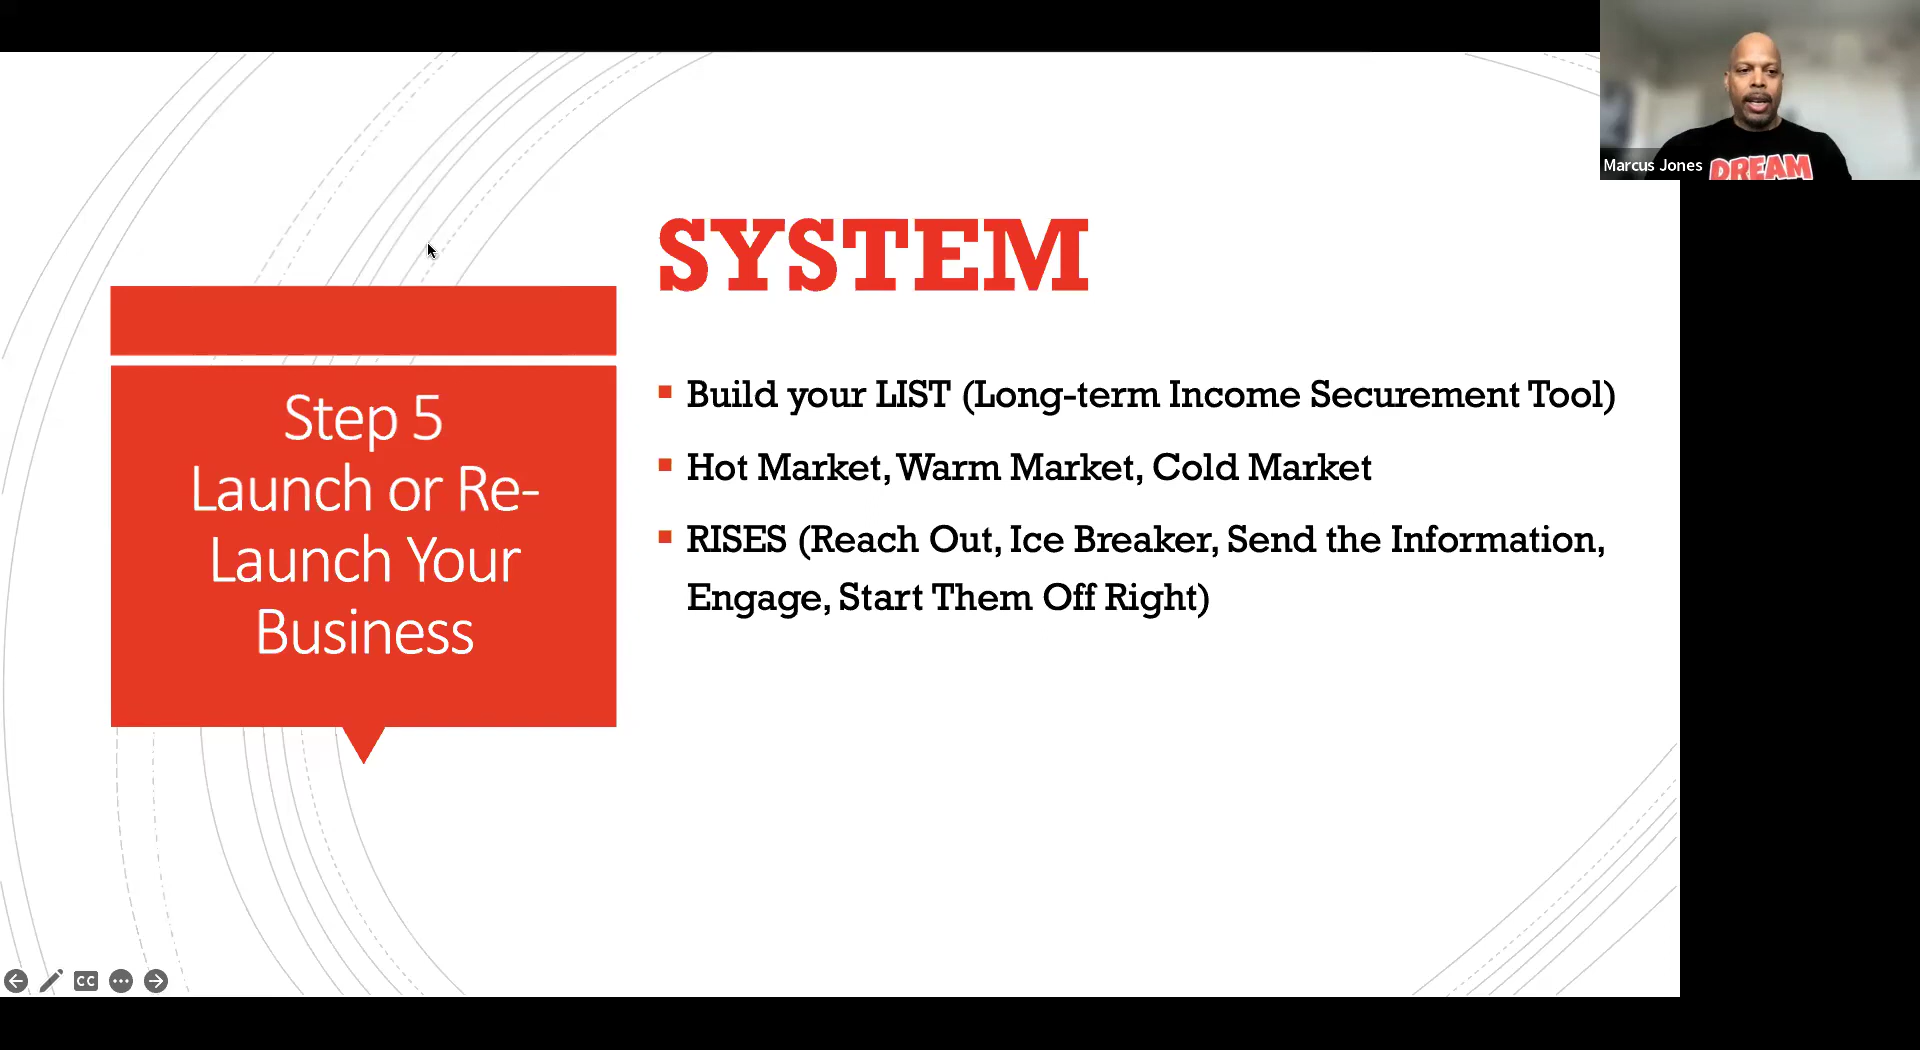 Marcus Jones
DREAM
SYSTEM
Step 5
Launch or Re-
Launch Your
Business
Build your LIST (Long-term Income Securement Tool)
Hot Market, Warm Market, Cold Market
RISES (Reach Out, Ice Breaker, Send the Information,
Engage, Start Them Off Right)
CC